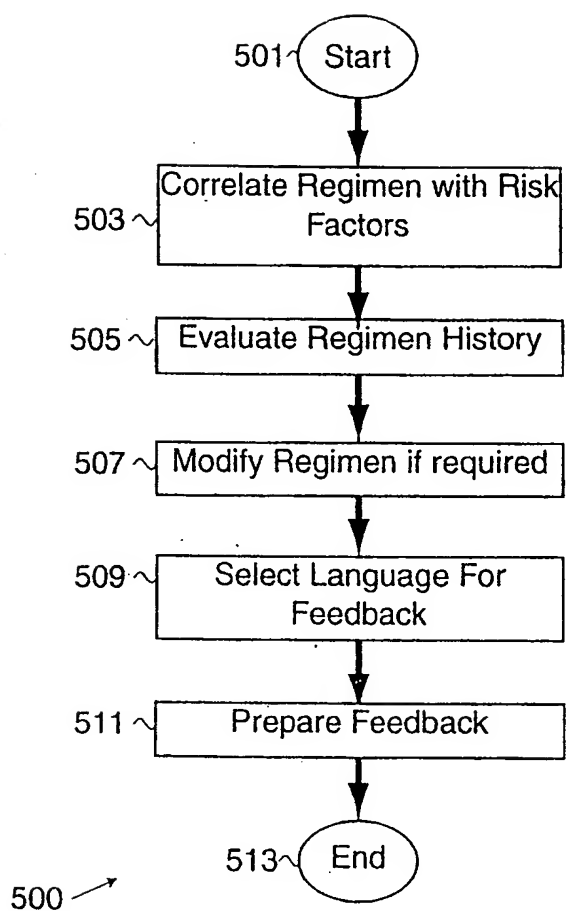 501 Start
503 Correlate Regimen with Risk
Factors
505 Evaluate Regimen History
507 Modify Regimen if required
509 Select Language For
Feedback
511 Prepare Feedback
513 End
500